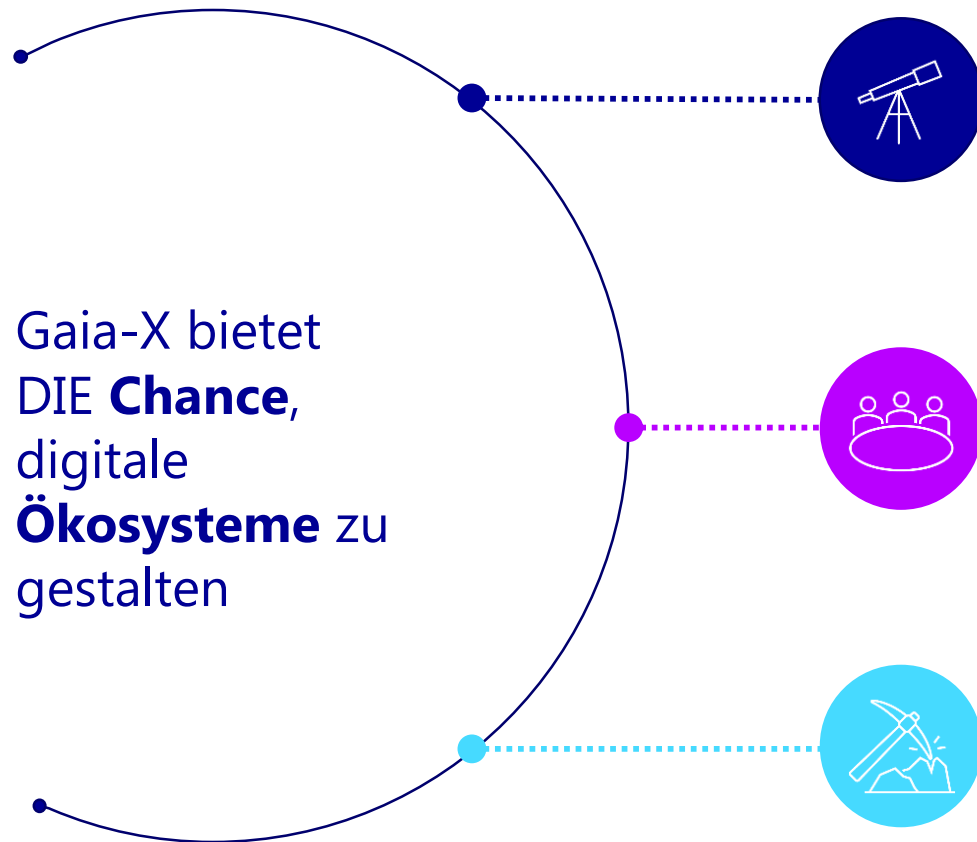 Gaia-X bietet
DIE Chance,
digitale
Ökosysteme zu
gestalten